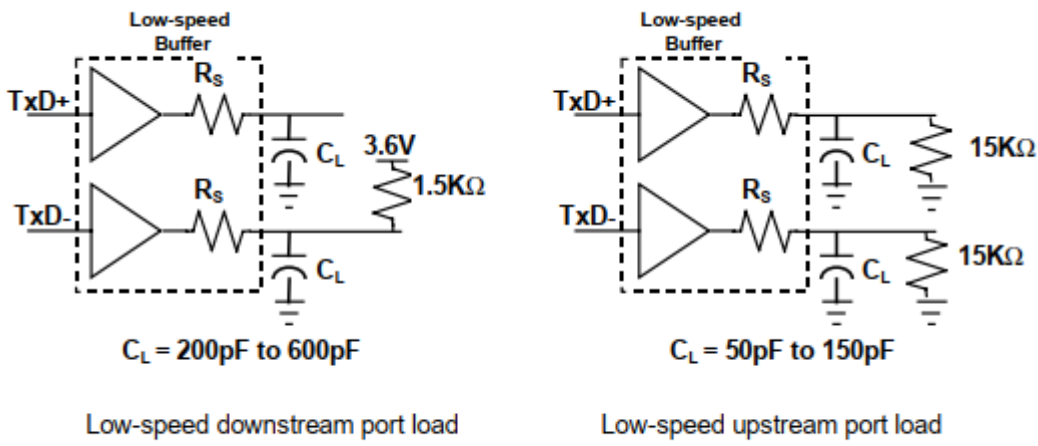 Low-speed
Buffer
TxD+
RS
CL
3.6V
1.5KΩ
TxD-
RS
CL
CL = 200pF to 600pF
Low-speed downstream port load
Low-speed
Buffer
TxD+
RS
CL
15KΩ
TxD-
RS
CL
15KΩ
CL = 50pF to 150pF
Low-speed upstream port load